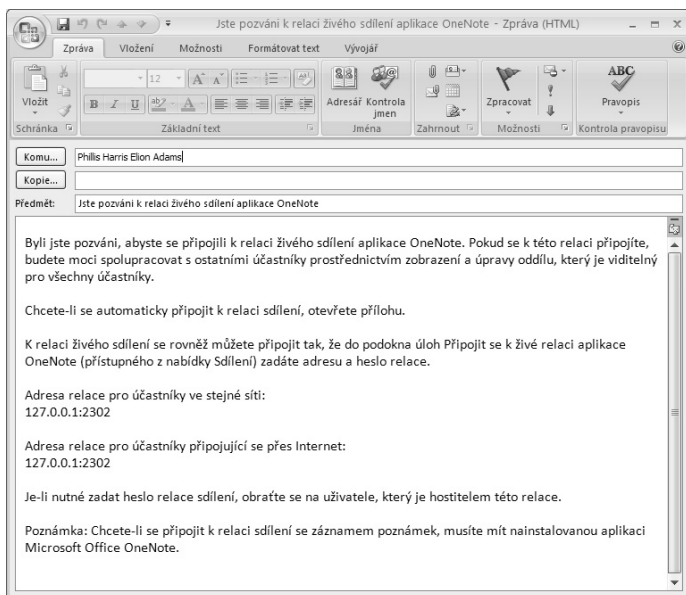 Jste pozváni k relaci živého sdílení aplikace OneNote - Zpráva (HTML)
Zpráva Vložení Možnosti Formátovat text Vývojář
Vložit
12
B I U ab A
Adresář Kontrola jmen
Zpracovat
ABC
Pravopis
Schránka Základní text Jména Zahrnout Možnosti Kontrola pravopisu
Komu... Phillis Harris Elion Adams
Kopie...
Předmět: Jste pozváni k relaci živého sdílení aplikace OneNote
Byli jste pozváni, abyste se připojili k relaci živého sdílení aplikace OneNote. Pokud se k této relaci připojíte,
budete moci spolupracovat s ostatními účastníky prostřednictvím zobrazení a úpravy oddílu, který je viditelný
pro všechny účastníky.
Chcete-li se automaticky připojit k relaci sdílení, otevřete přílohu.
K relaci živého sdílení se rovněž můžete připojit tak, že do podokna úloh Připojit se k živé relaci aplikace
OneNote (přístupného z nabídky Sdílení) zadáte adresu a heslo relace.
Adresa relace pro účastníky ve stejné síti:
127.0.0.1:2302
Adresa relace pro účastníky připojující se přes Internet:
127.0.0.1:2302
Je-li nutné zadat heslo relace sdílení, obraťte se na uživatele, který je hostitelem této relace.
Poznámka: Chcete-li se připojit k relaci sdílení se záznamem poznámek, musíte mít nainstalovanou aplikaci
Microsoft Office OneNote.